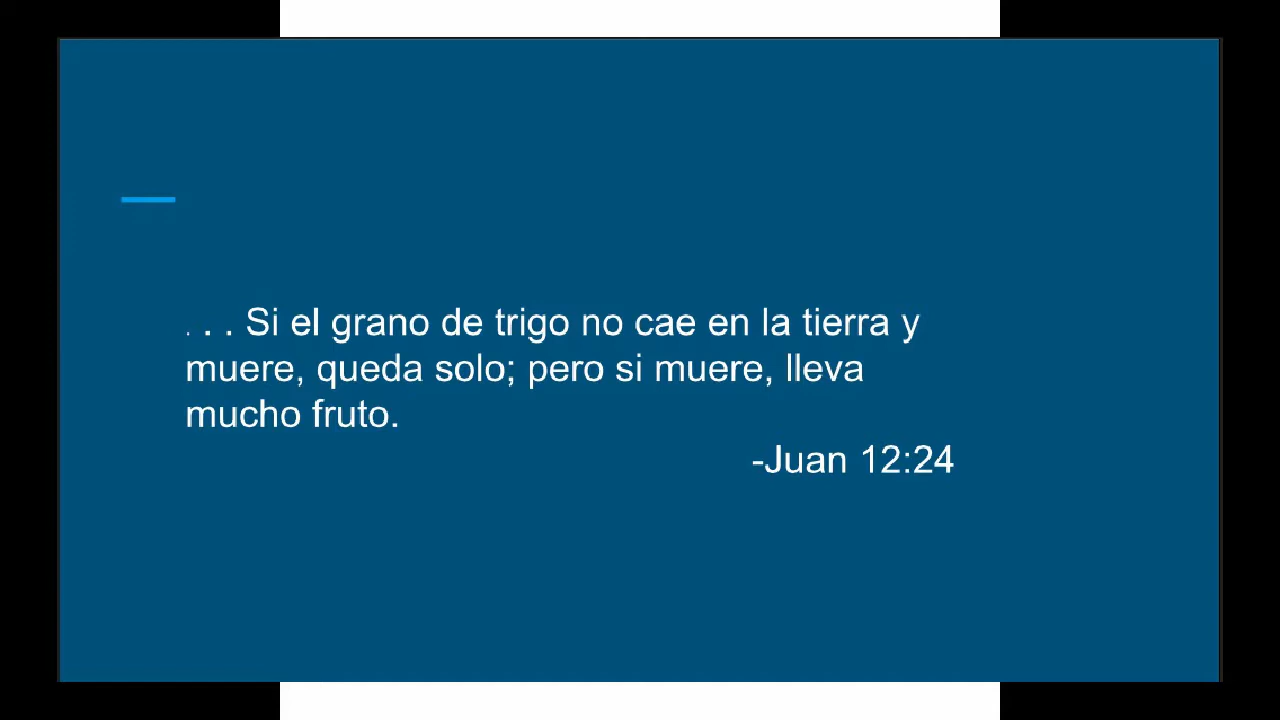 . . . Si el grano de trigo no cae en la tierra y
muere, queda solo; pero si muere, lleva
mucho fruto.
-Juan 12:24